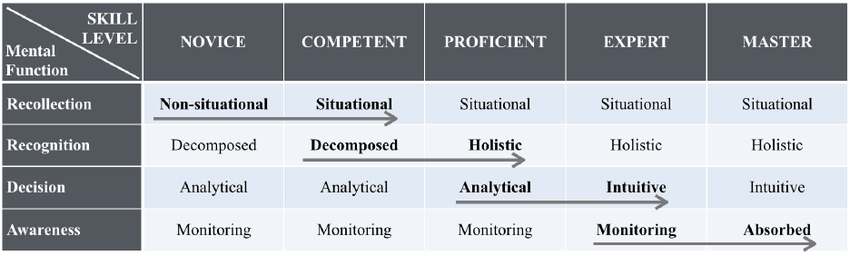 SKILL
LEVEL
Mental
Function
NOVICE COMPETENT PROFICIENT EXPERT MASTER
Recollection Non-situational Situational Situational Situational Situational
Recognition Decomposed Decomposed Holistic Holistic Holistic
Decision Analytical Analytical Analytical Intuitive Intuitive
Awareness Monitoring Monitoring Monitoring Monitoring Absorbed